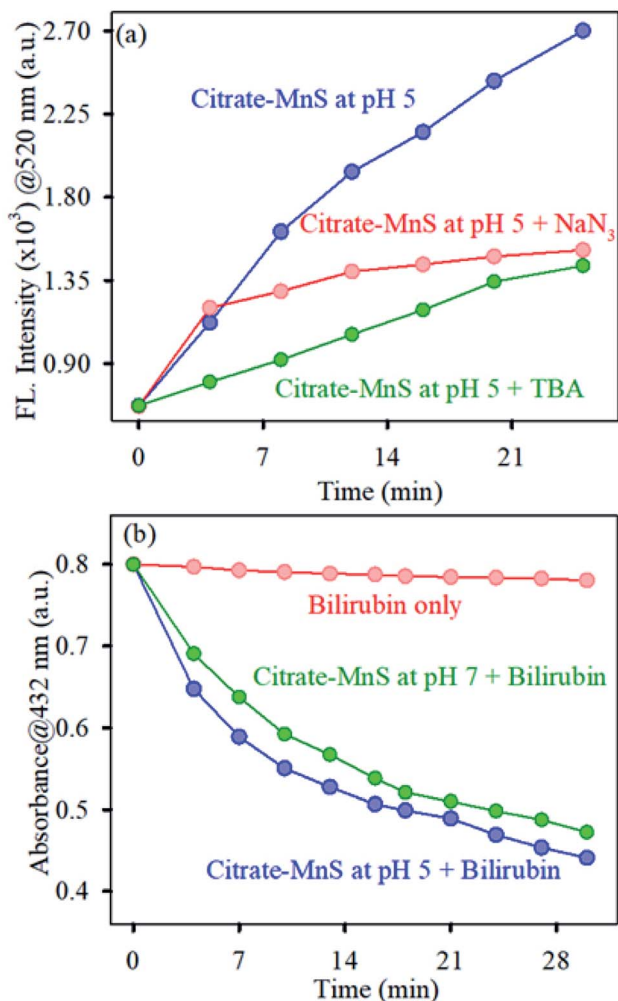 (a)
2.70
2.25
1.80
1.35
0.90
FL. Intensity (x10³) @520 nm (a.u.)
Citrate-MnS at pH 5
Citrate-MnS at pH 5 + NaN₃
Citrate-MnS at pH 5 + TBA
0 7 14 21
Time (min)
(b)
0.8
0.7
0.6
0.5
0.4
Absorbance@432 nm (a.u.)
Bilirubin only
Citrate-MnS at pH 7 + Bilirubin
Citrate-MnS at pH 5 + Bilirubin
0 7 14 21 28
Time (min)